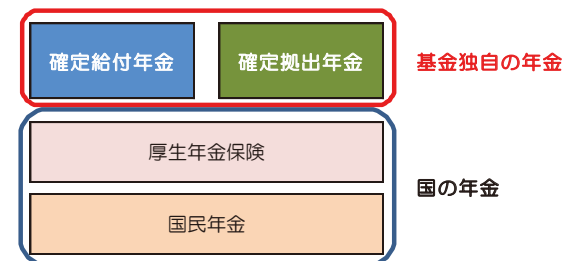 確定給付年金
確定拠出年金
基金独自の年金
厚生年金保険
国の年金
国民年金